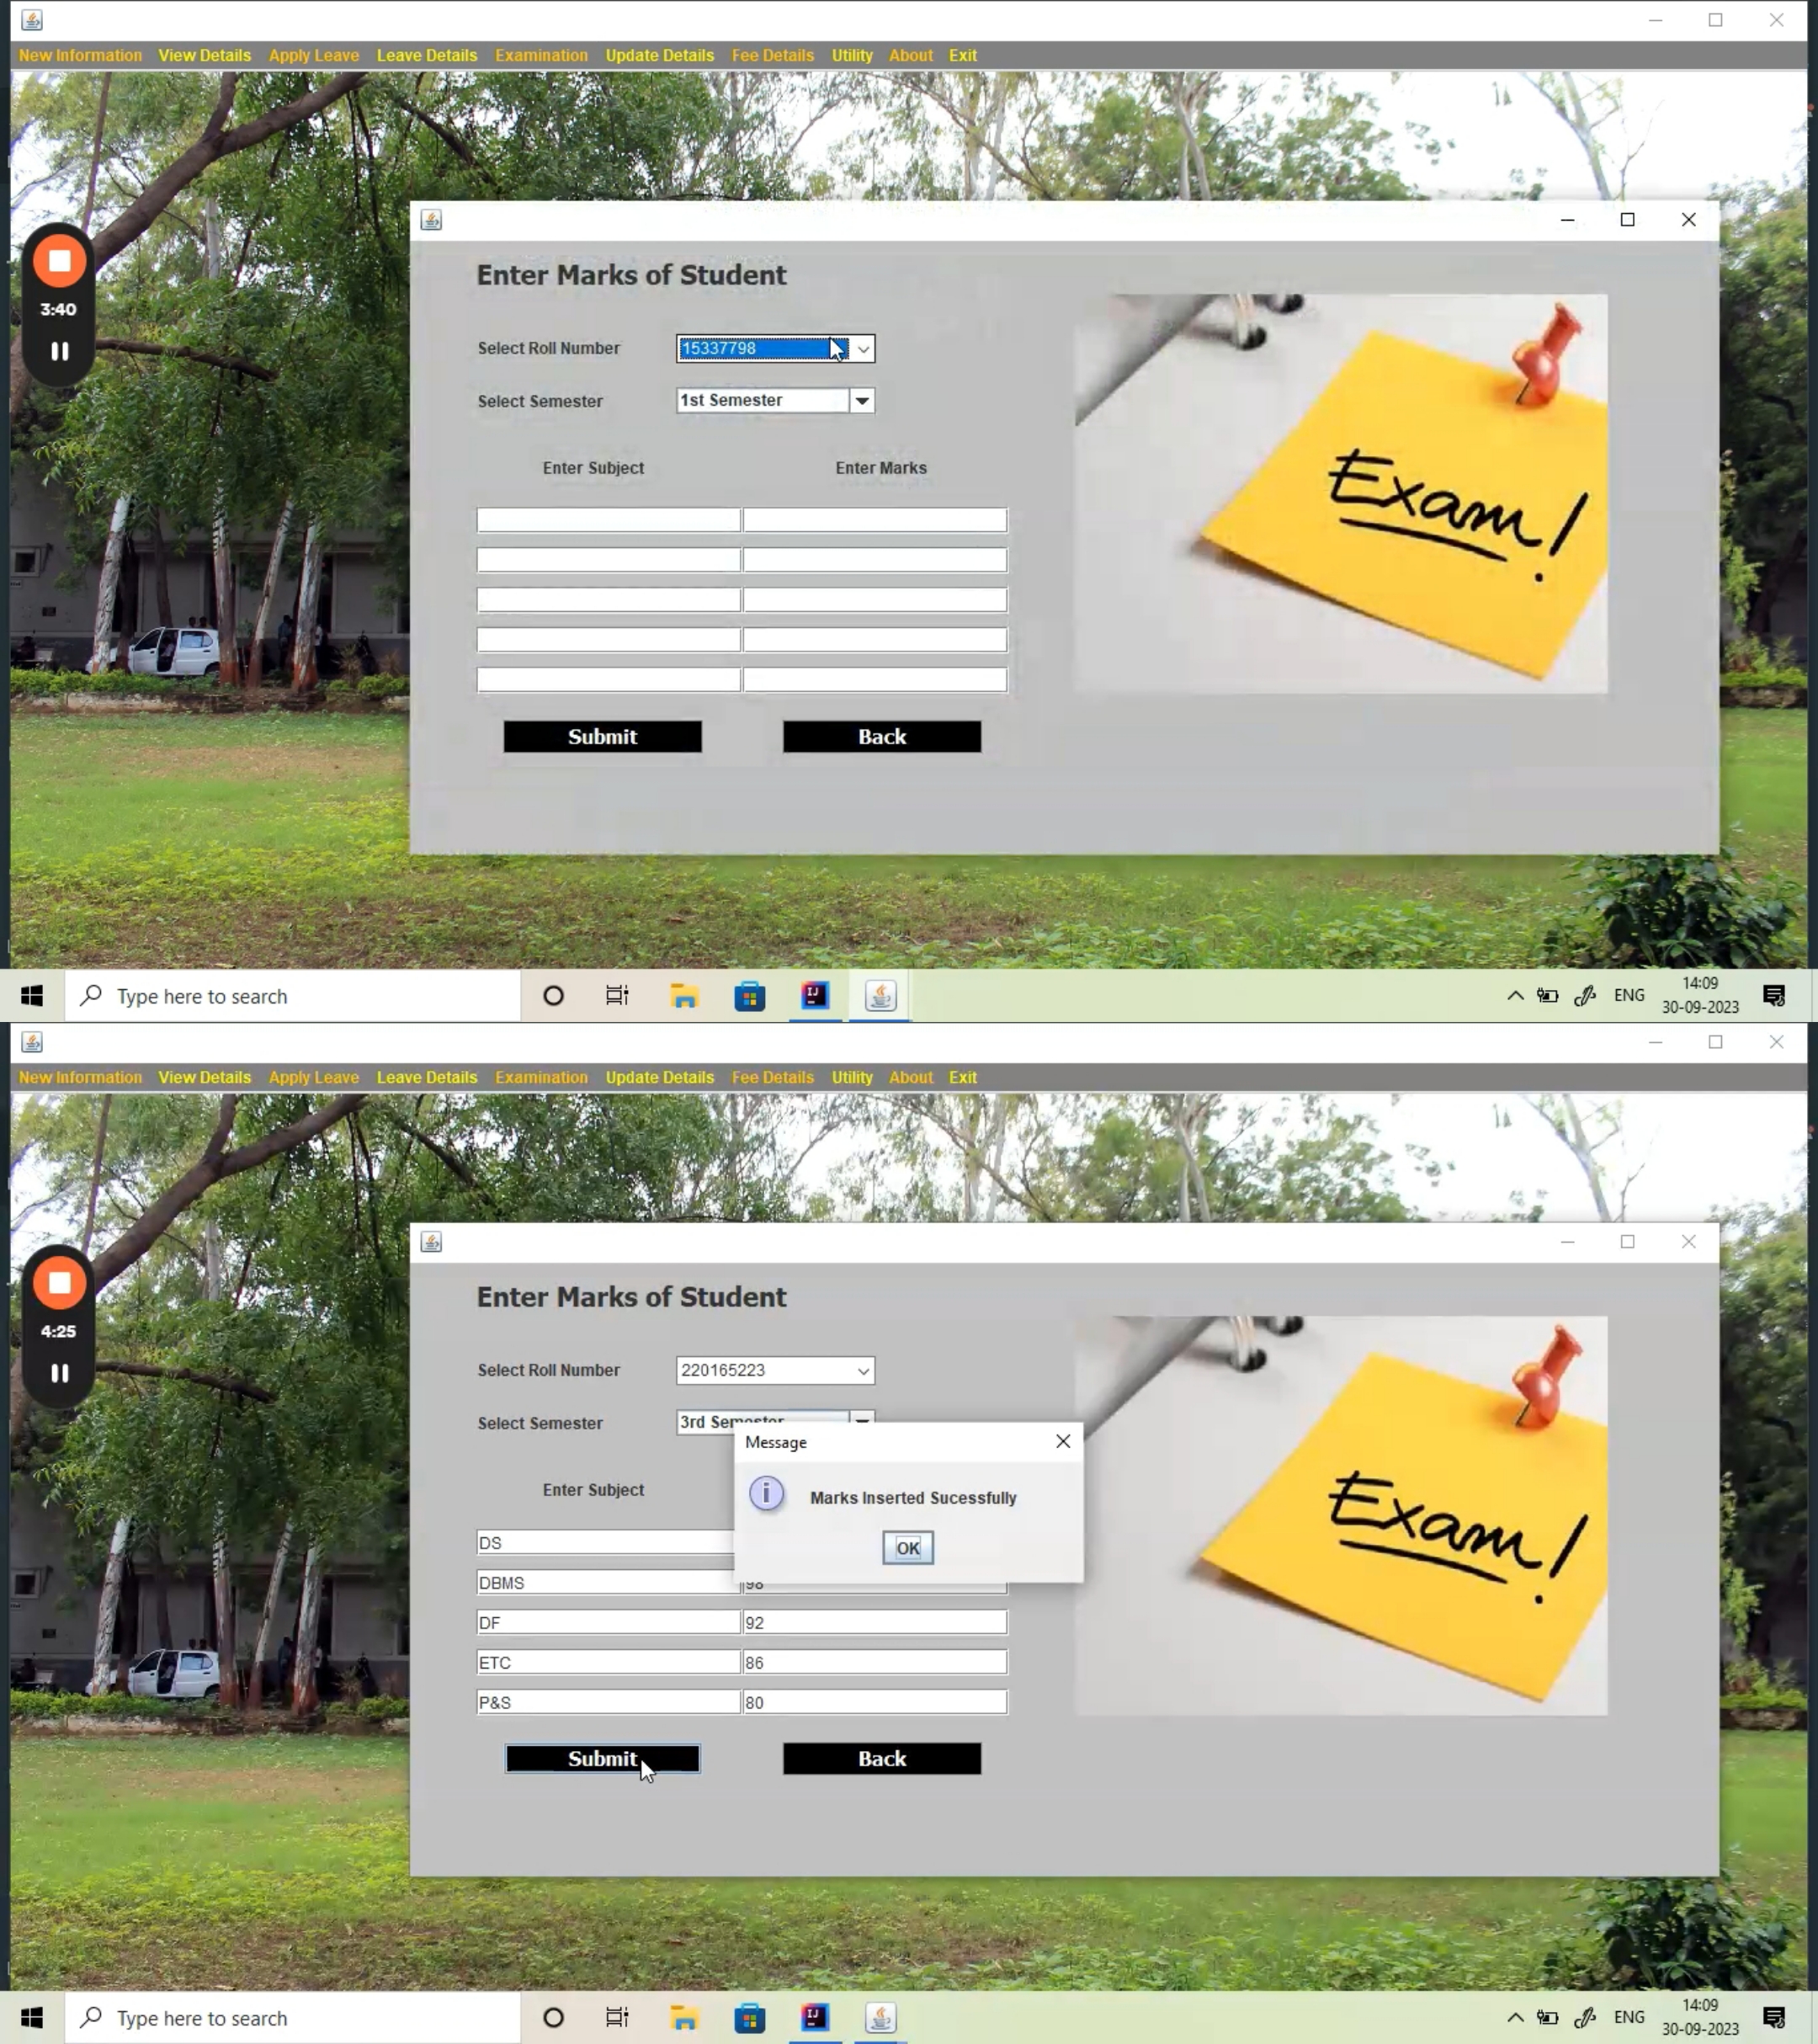 New Information View Details Apply Leave Leave Details Examination Update Details Fee Details Utility About Exit
3:40
Enter Marks of Student
Select Roll Number 15337798
Select Semester 1st Semester
Enter Subject Enter Marks
Exam!
Submit Back
Type here to search
IJ
ENG
14:09
30-09-2023
New Information View Details Apply Leave Leave Details Examination Update Details Fee Details Utility About Exit
4:25
Enter Marks of Student
Select Roll Number 220165223
Select Semester 3rd Semester
Message
Enter Subject
Marks Inserted Sucessfully
OK
DS
DBMS 98
DF 92
ETC 86
P&S 80
Exam!
Submit Back
Type here to search
IJ
ENG
14:09
30-09-2023